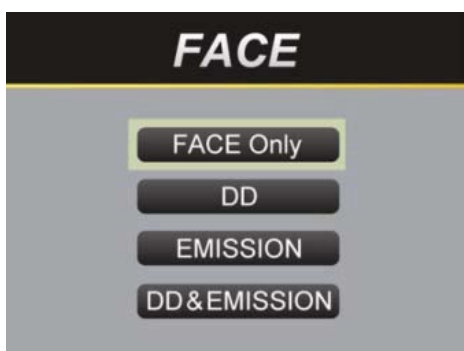 FACE
FACE Only
DD
EMISSION
DD&EMISSION